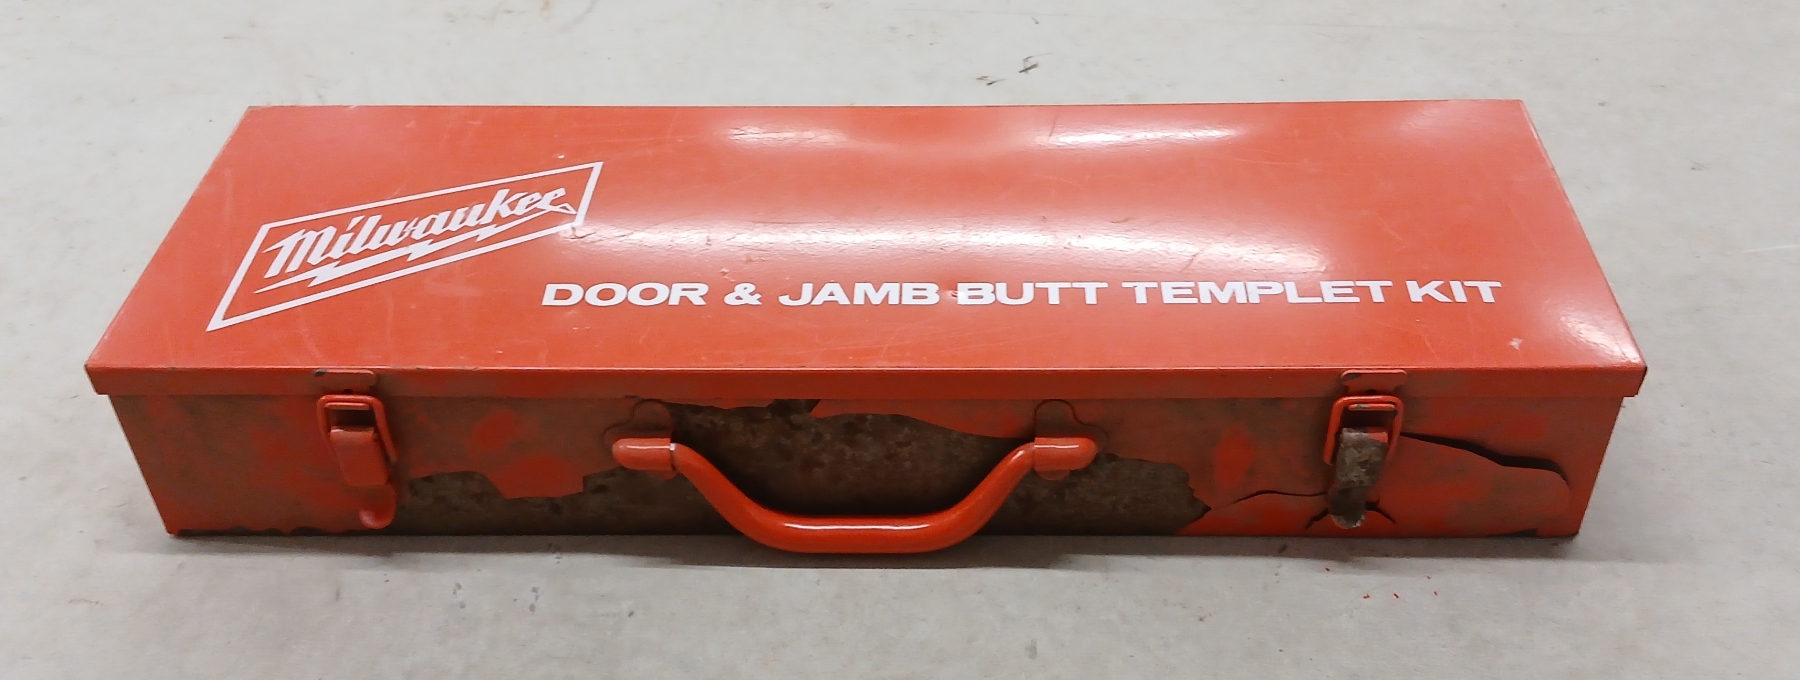 Milwaukee
DOOR & JAMB BUTT TEMPLET KIT